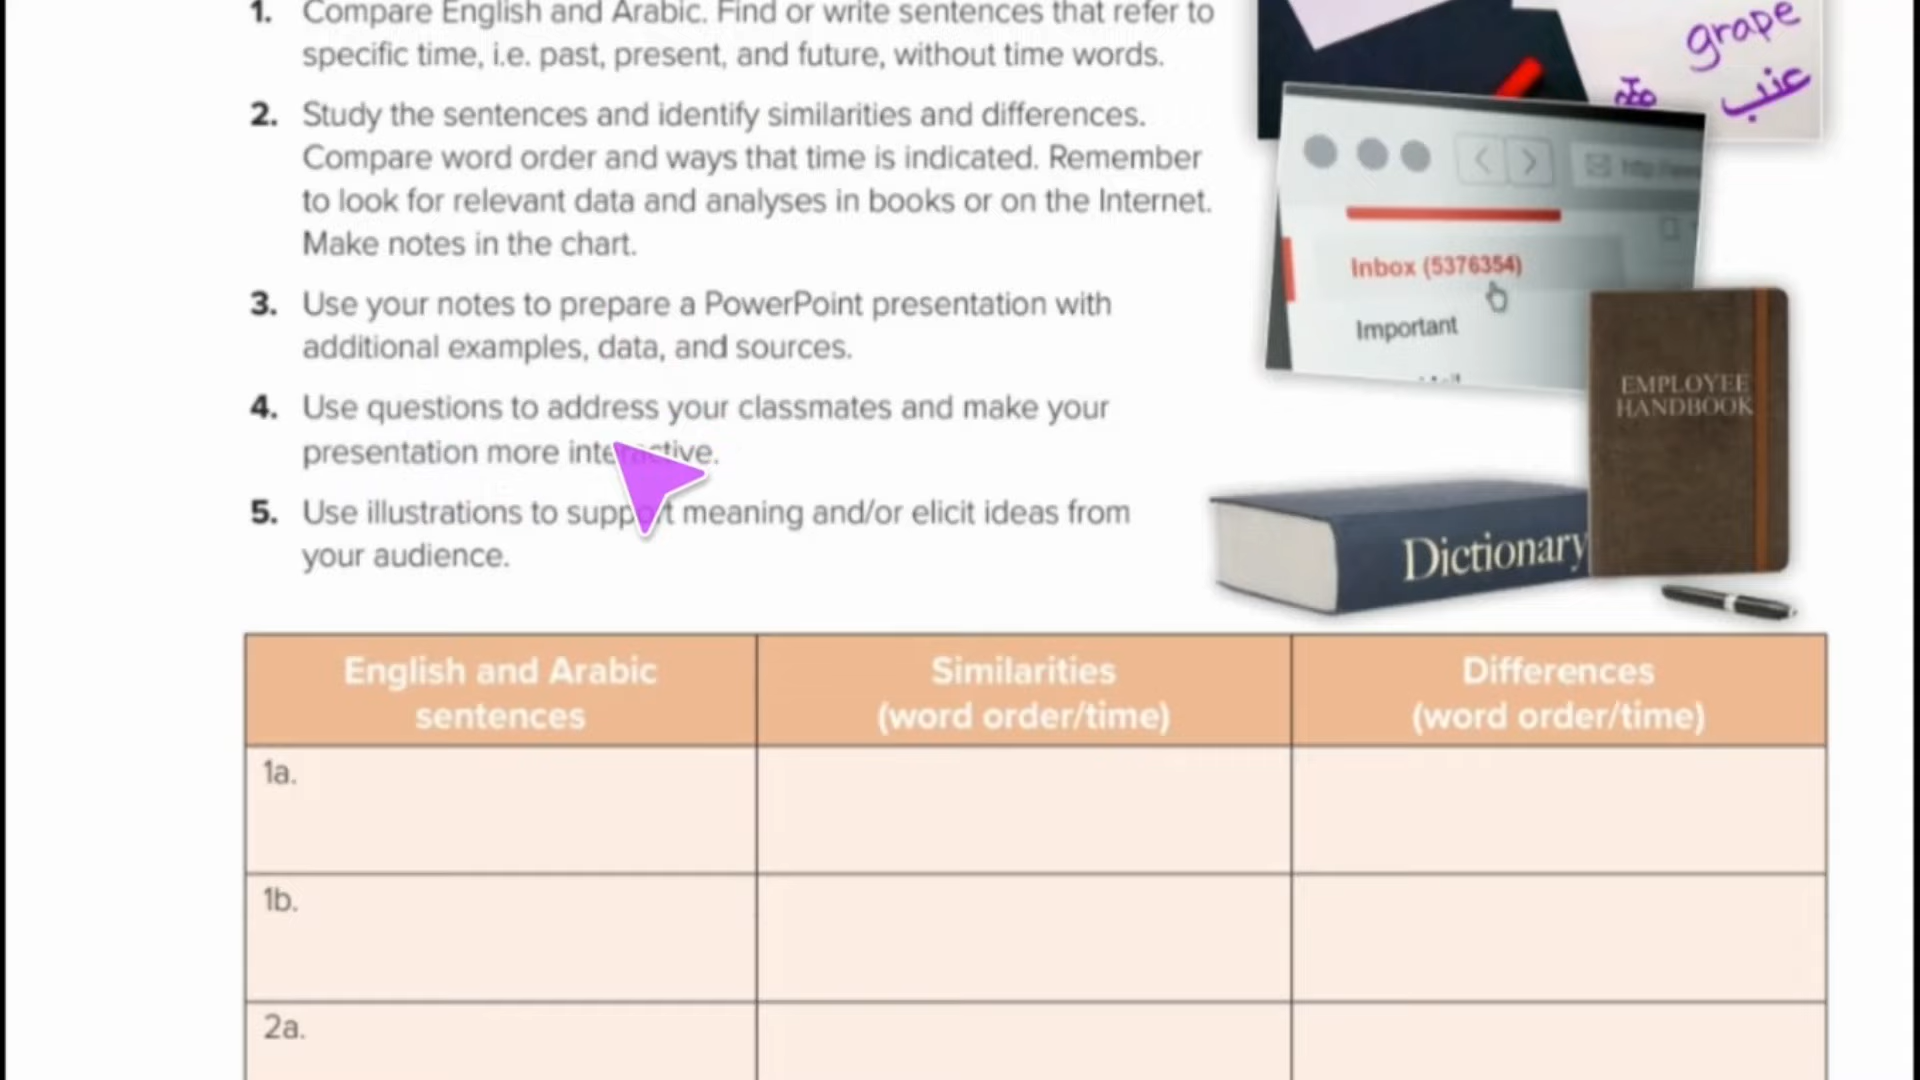 1. Compare English and Arabic. Find or write sentences that refer to
specific time, i.e. past, present, and future, without time words.
2. Study the sentences and identify similarities and differences.
Compare word order and ways that time is indicated. Remember
to look for relevant data and analyses in books or on the Internet.
Make notes in the chart.
3. Use your notes to prepare a PowerPoint presentation with
additional examples, data, and sources.
4. Use questions to address your classmates and make your
presentation more interactive.
5. Use illustrations to support meaning and/or elicit ideas from
your audience.
grape
عنب
Inbox (5376354)
Important
EMPLOYEE
HANDBOOK
Dictionary
English and Arabic
sentences
Similarities
(word order/time)
Differences
(word order/time)
1a.
1b.
2a.